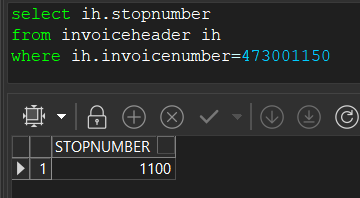 select ih.stopnumber
from invoiceheader ih
where ih.invoicenumber=473001150
STOPNUMBER
1 1100